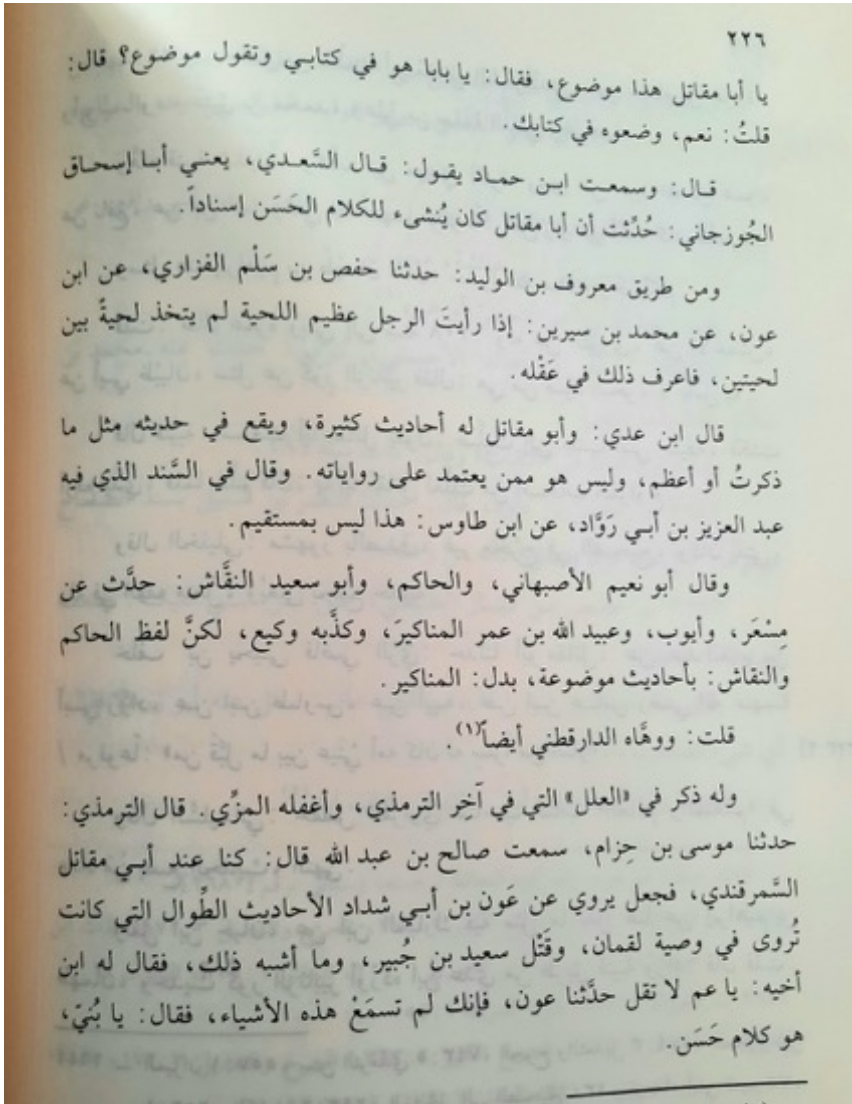 ٢٢٦
يا أبا مقاتل هذا موضوع، فقال: يا بابا هو في كتابي وتقول موضوع؟ قال:
قلتُ: نعم، وضعوه في كتابك.
قال: وسمعت ابن حماد يقول: قال السَّعدي، يعني أبا إسحاق
الجُوزجاني: حُدِّثت أن أبا مقاتل كان يُنشىء للكلام الحَسَن إسناداً.
ومن طريق معروف بن الوليد: حدثنا حفص بن سَلْم الفزاري، عن ابن
عون، عن محمد بن سيرين: إذا رأيتَ الرجل عظيم اللحية لم يتخذ لحيةً بين
لحيتين، فاعرف ذلك في عَقْله.
قال ابن عدي: وأبو مقاتل له أحاديث كثيرة، ويقع في حديثه مثل ما
ذكرتُ أو أعظم، وليس هو ممن يعتمد على رواياته. وقال في السَّند الذي فيه
عبد العزيز بن أبي رَوَّاد، عن ابن طاوس: هذا ليس بمستقيم.
وقال أبو نعيم الأصبهاني، والحاكم، وأبو سعيد النقَّاش: حدَّث عن
مِسْعَر، وأيوب، وعبيد الله بن عمر المناكيرَ، وكذَّبه وكيع، لكنَّ لفظ الحاكم
والنقاش: بأحاديث موضوعة، بدل: المناكير.
قلت: ووهَّاه الدارقطني أيضاً(١).
وله ذكر في «العلل» التي في آخِر الترمذي، وأغفله المزِّي. قال الترمذي:
حدثنا موسى بن حِزام، سمعت صالح بن عبد الله قال: كنا عند أبي مقاتل
السَّمرقندي، فجعل يروي عن عَون بن أبي شداد الأحاديث الطِّوال التي كانت
تُروى في وصية لقمان، وقَتْل سعيد بن جُبير، وما أشبه ذلك، فقال له ابن
أخيه: يا عم لا تقل حدَّثنا عون، فإنك لم تسمَعْ هذه الأشياء، فقال: يا بُنيّ،
هو كلام حَسَن.